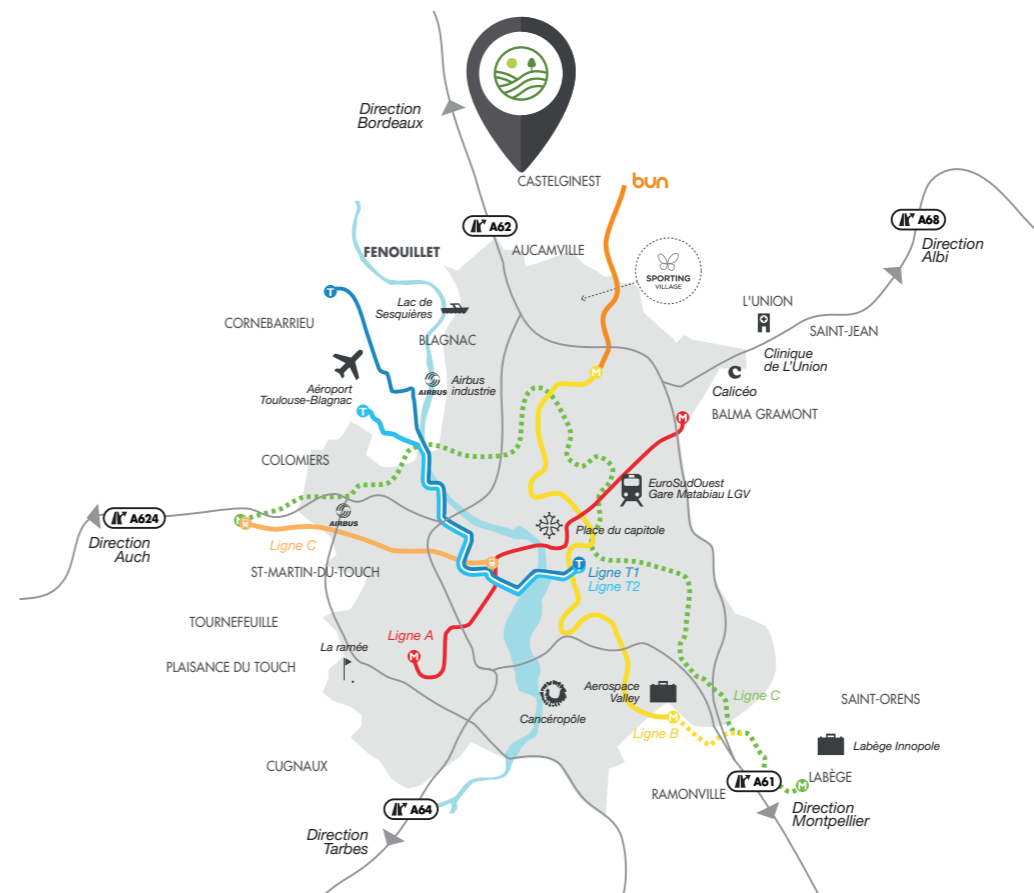 Direction
Bordeaux
CASTELGINEST
bun
A62
A68
FENOUILLET
AUCAMVILLE
Direction
Albi
SPORTING
VILLAGE
Lac de
Sesquières
L'UNION
CORNEBARRIEU
BLAGNAC
SAINT-JEAN
Clinique
de L'Union
Aéroport
Toulouse-Blagnac
AIRBUS
Airbus
industrie
Calicéo
T
T
M
M
BALMA GRAMONT
COLOMIERS
EuroSudOuest
Gare Matabiau LGV
A624
Direction
Auch
AIRBUS
Ligne C
Place du capitole
ST-MARTIN-DU-TOUCH
T
Ligne T1
Ligne T2
TOURNEFEUILLE
Ligne A
La ramée
M
PLAISANCE DU TOUCH
Aerospace
Valley
Ligne C
SAINT-ORENS
Cancéropôle
M
Ligne B
Labège Innopole
CUGNAUX
RAMONVILLE
A61
M
LABÈGE
A64
Direction
Montpellier
Direction
Tarbes